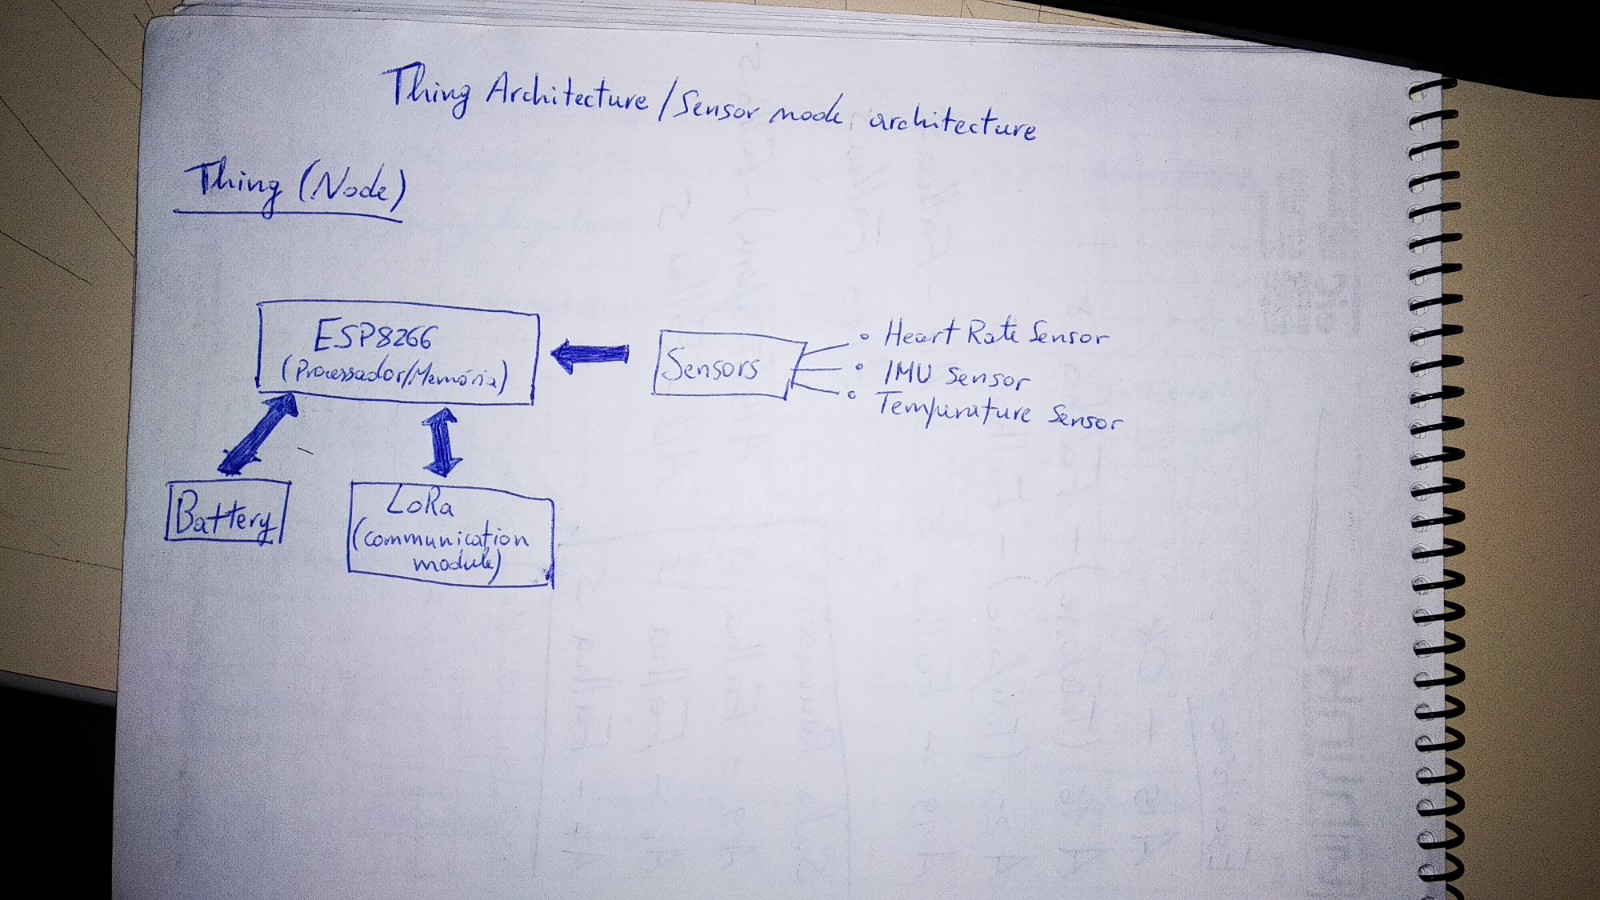 Thing Architecture / Sensor node architecture
Thing (Node)
ESP8266
(Processador/Memória)
Sensors
• Heart Rate Sensor
• IMU Sensor
• Temperature Sensor
Battery
LoRa
(communication
module)